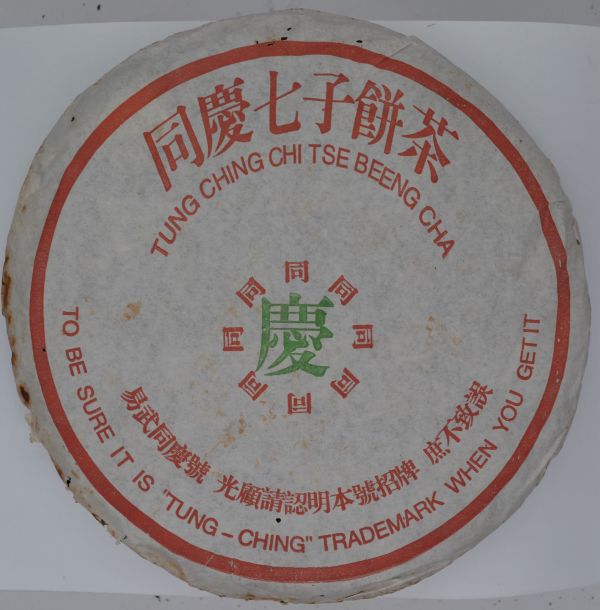 同慶七子餅茶
TUNG CHING CHI TSE BEENG CHA
同 同 同 同 同 同 同 同
慶
易武同慶號 光顧請認明本號招牌 庶不致誤
TO BE SURE IT IS "TUNG-CHING" TRADEMARK WHEN YOU GET IT